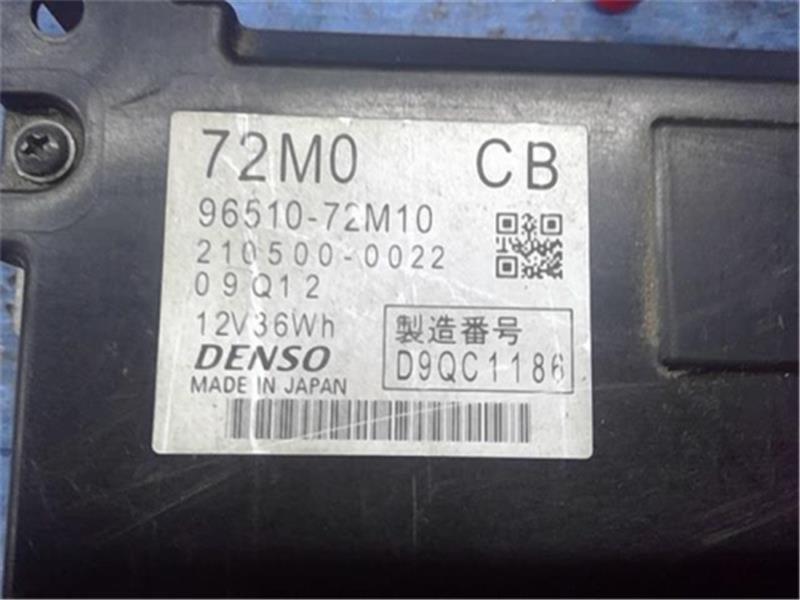 72M0 CB
96510-72M10
210500-0022
09Q12
12V36Wh
DENSO
MADE IN JAPAN
製造番号
D9QC1186